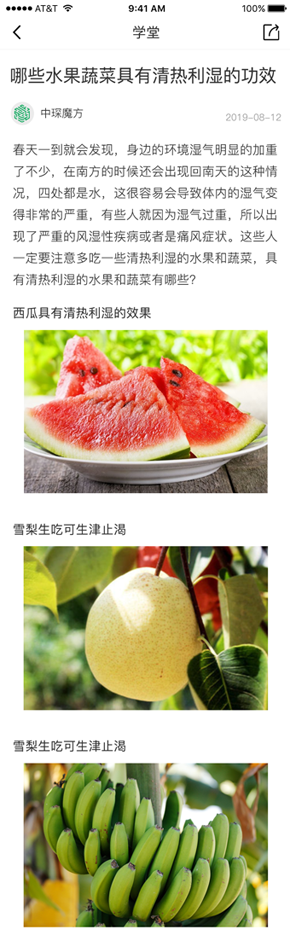 AT&T
9:41 AM
100%
学堂
哪些水果蔬菜具有清热利湿的功效
中琛魔方
2019-08-12
春天一到就会发现，身边的环境湿气明显的加重
了不少，在南方的时候还会出现回南天的这种情
况，四处都是水，这很容易会导致体内的湿气变
得非常的严重，有些人就因为湿气过重，所以出
现了严重的风湿性疾病或者是痛风症状。这些人
一定要注意多吃一些清热利湿的水果和蔬菜，具
有清热利湿的水果和蔬菜有哪些？
西瓜具有清热利湿的效果
雪梨生吃可生津止渴
雪梨生吃可生津止渴